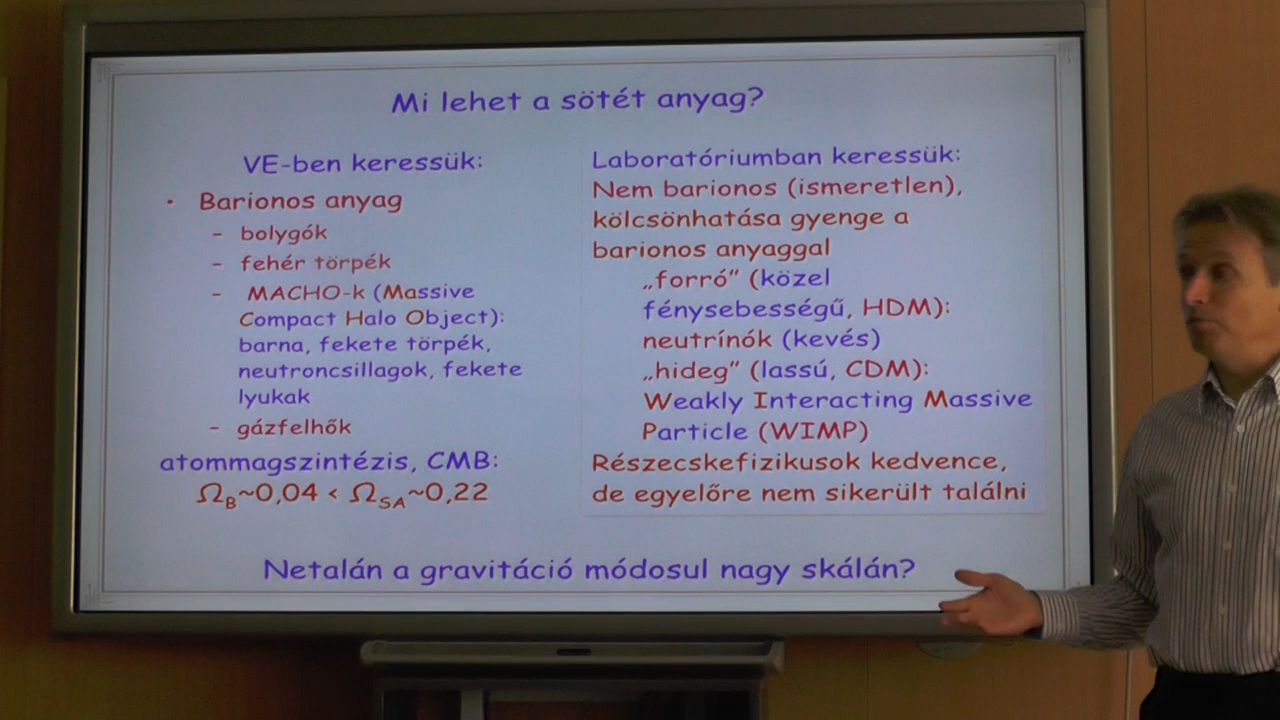 Mi lehet a sötét anyag?
VE-ben keressük:
• Barionos anyag
– bolygók
– fehér törpék
– MACHO-k (Massive
Compact Halo Object):
barna, fekete törpék,
neutroncsillagok, fekete
lyukak
– gázfelhők
atommagszintézis, CMB:
Ω_B~0,04 < Ω_SA~0,22
Laboratóriumban keressük:
Nem barionos (ismeretlen),
kölcsönhatása gyenge a
barionos anyaggal
„forró” (közel
fénysebességű, HDM):
neutrínók (kevés)
„hideg” (lassú, CDM):
Weakly Interacting Massive
Particle (WIMP)
Részecskefizikusok kedvence,
de egyelőre nem sikerült találni
Netalán a gravitáció módosul nagy skálán?